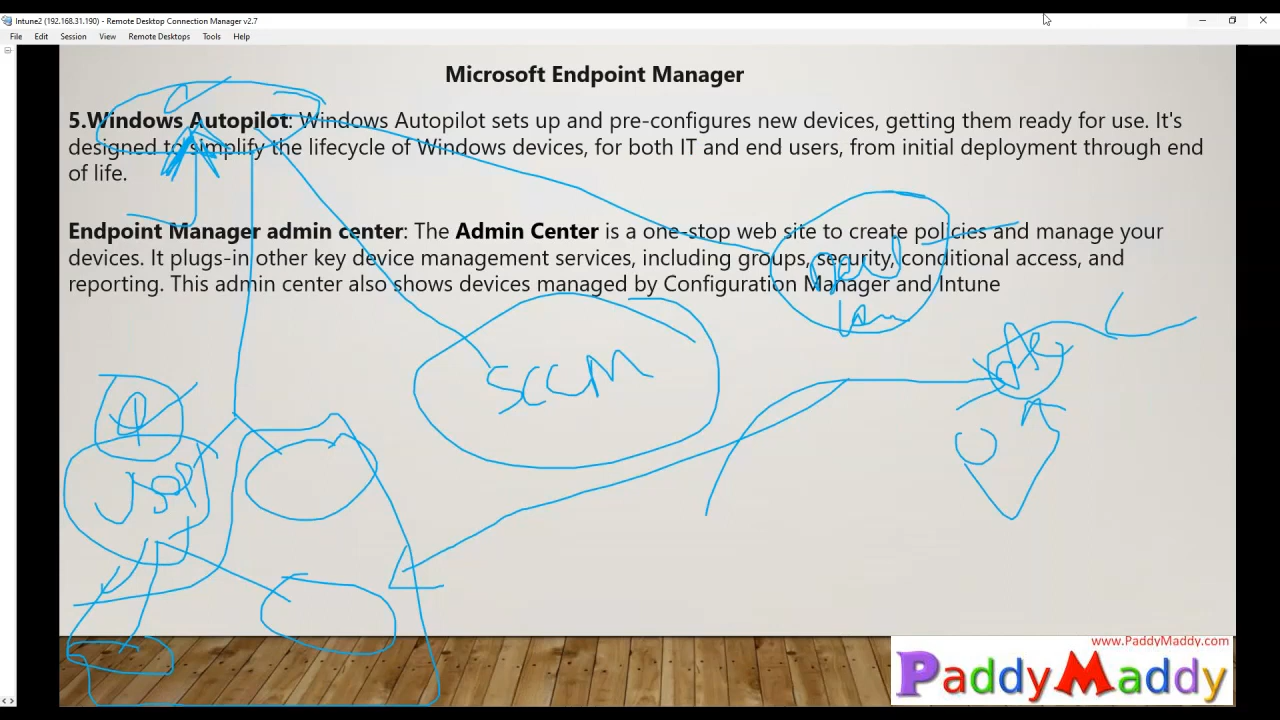 Intune2 (192.168.31.190) - Remote Desktop Connection Manager v2.7
File Edit Session View Remote Desktops Tools Help
Microsoft Endpoint Manager
5.Windows Autopilot: Windows Autopilot sets up and pre-configures new devices, getting them ready for use. It's
designed to simplify the lifecycle of Windows devices, for both IT and end users, from initial deployment through end
of life.
Endpoint Manager admin center: The Admin Center is a one-stop web site to create policies and manage your
devices. It plugs-in other key device management services, including groups, security, conditional access, and
reporting. This admin center also shows devices managed by Configuration Manager and Intune
SCCM
www.PaddyMaddy.com
PaddyMaddy